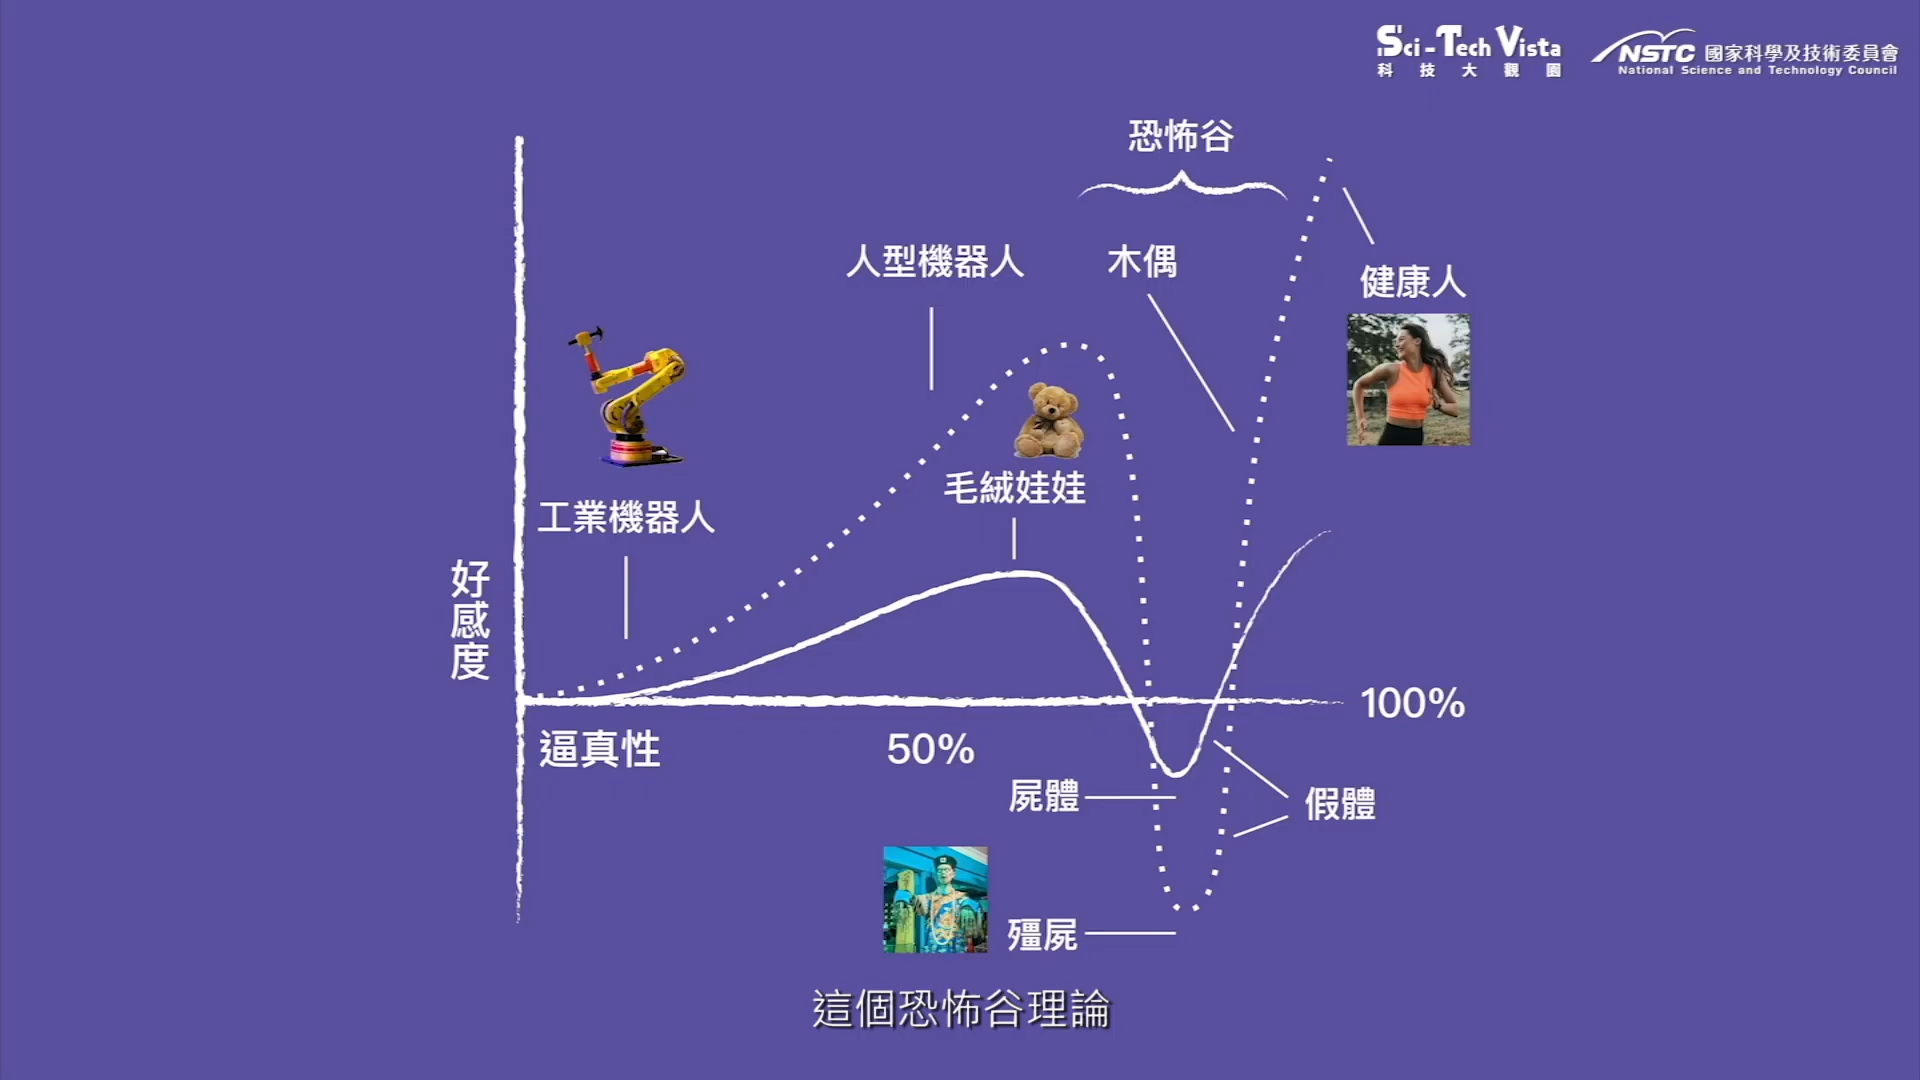 Sci-Tech Vista
科技大觀園
NSTC 國家科學及技術委員會
National Science and Technology Council
恐怖谷
人型機器人
木偶
健康人
毛絨娃娃
工業機器人
好感度
100%
逼真性
50%
屍體
假體
殭屍
這個恐怖谷理論